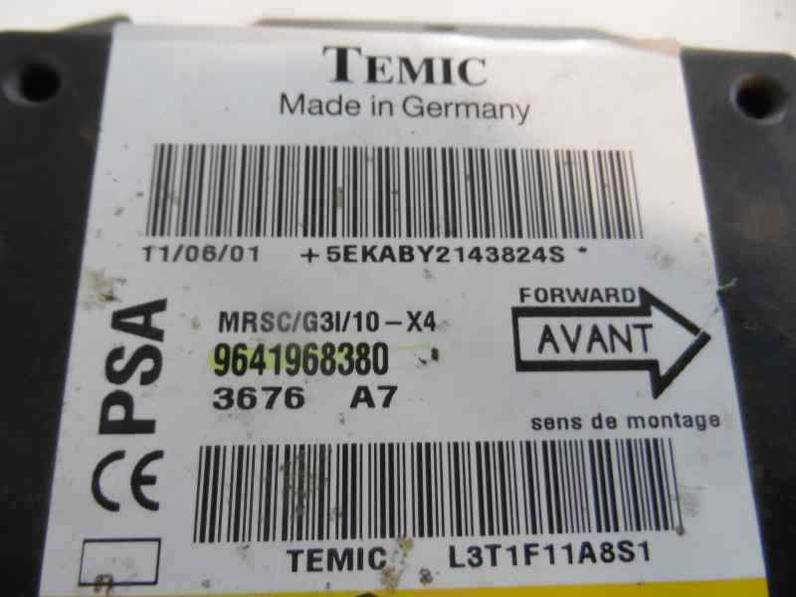 TEMIC
Made in Germany
11/06/01 +5EKABY2143824S *
FORWARD
AVANT
sens de montage
PSA
MRSC/G3I/10-X4
9641968380
3676 A7
CE
TEMIC L3T1F11A8S1